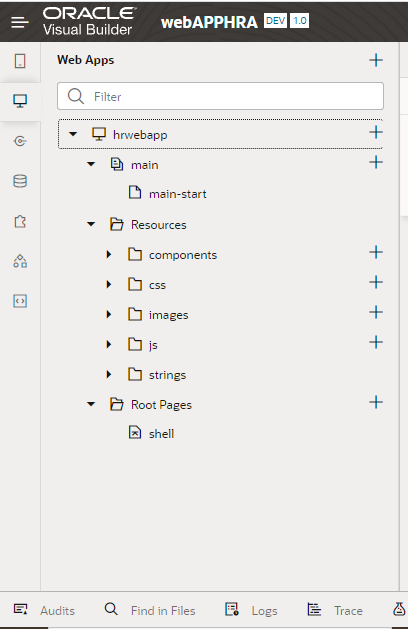 ORACLE
Visual Builder
webAPPHRA DEV 1.0
Web Apps
Filter
hrwebapp
main
main-start
Resources
components
css
images
js
strings
Root Pages
shell
Audits Find in Files Logs Trace